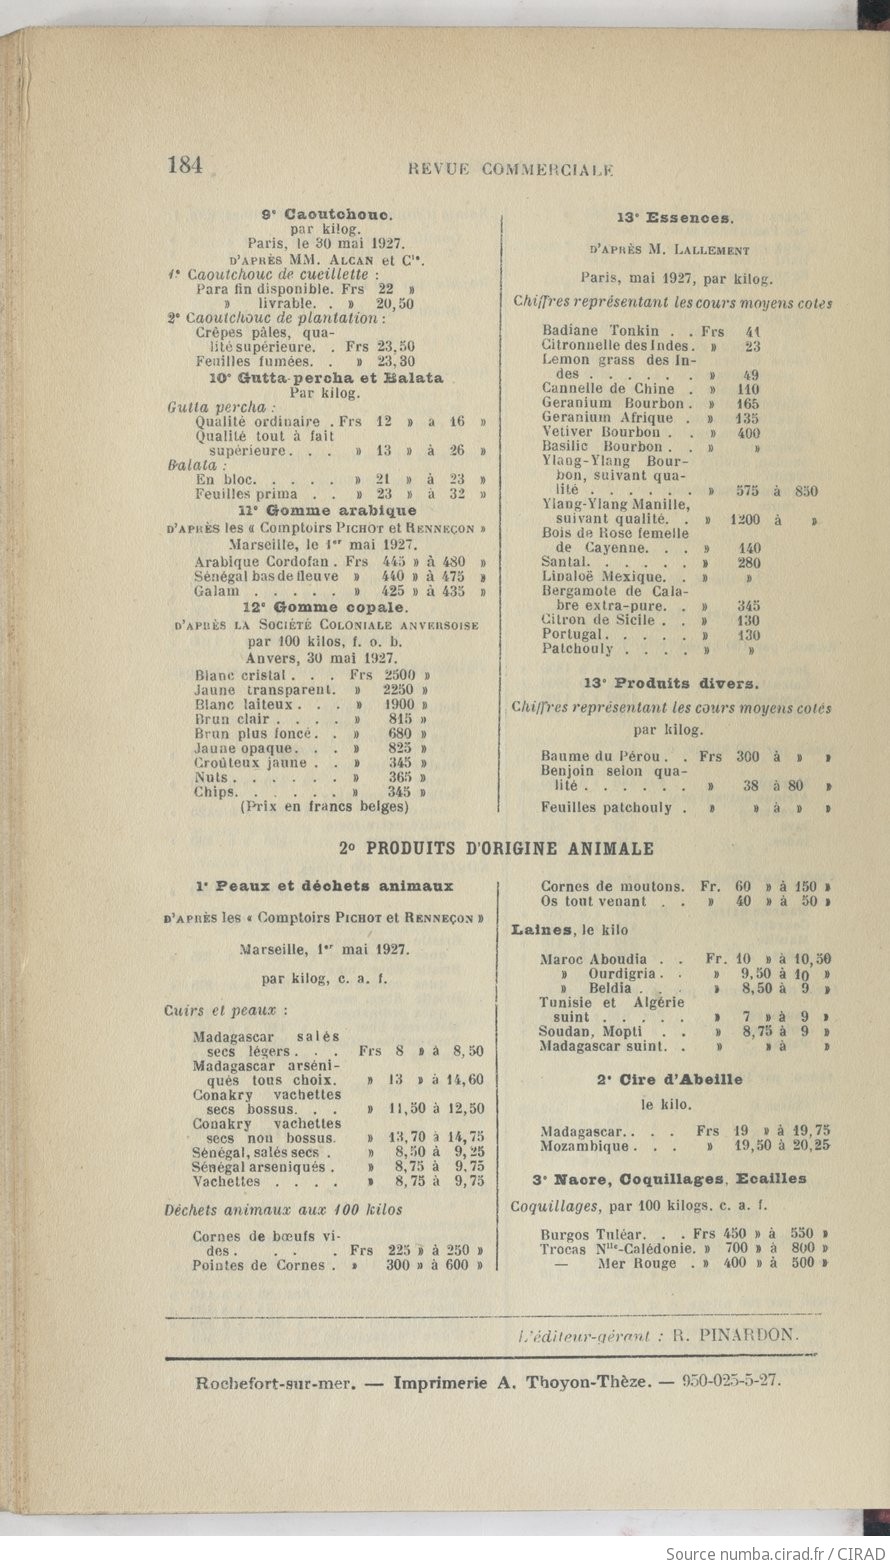 184
REVUE COMMERCIALE
9° Caoutchouc.
par kilog.
Paris, le 30 mai 1927.
D'APRÈS MM. ALCAN et Cie.
1° Caoutchouc de cueillette :
Para fin disponible. Frs 22 »
» livrable. . » 20,50
2° Caoutchouc de plantation :
Crêpes pâles, qua-
lité supérieure. . Frs 23,50
Feuilles fumées. . » 23,30
10° Gutta-percha et Balata
Par kilog.
Gutta percha :
Qualité ordinaire . Frs 12 » a 16 »
Qualité tout à fait
supérieure. . . » 13 » à 26 »
Balata :
En bloc. . . . . » 21 » à 23 »
Feuilles prima . . » 23 » à 32 »
11° Gomme arabique
D'APRÈS les « Comptoirs PICHOT et RENNEÇON »
Marseille, le 1er mai 1927.
Arabique Cordofan . Frs 445 » à 480 »
Sénégal bas de fleuve » 440 » à 475 »
Galam . . . . . » 425 » à 435 »
12° Gomme copale.
D'APRÈS LA SOCIÉTÉ COLONIALE ANVERSOISE
par 100 kilos, f. o. b.
Anvers, 30 mai 1927.
Blanc cristal . . . Frs 2500 »
Jaune transparent. » 2250 »
Blanc laiteux . . . » 1900 »
Brun clair . . . . » 815 »
Brun plus foncé. . » 680 »
Jaune opaque. . . » 825 »
Croûteux jaune . . » 345 »
Nuts . . . . . . » 365 »
Chips. . . . . . » 345 »
(Prix en francs belges)
13° Essences.
D'APRÈS M. LALLEMENT
Paris, mai 1927, par kilog.
Chiffres représentant les cours moyens cotés
Badiane Tonkin . . Frs 41
Citronnelle des Indes. » 23
Lemon grass des In-
des . . . . . . » 49
Cannelle de Chine . » 110
Geranium Bourbon . » 165
Geranium Afrique . » 135
Vetiver Bourbon . . » 400
Basilic Bourbon . . » »
Ylang-Ylang Bour-
bon, suivant qua-
lité . . . . . . » 575 à 850
Ylang-Ylang Manille,
suivant qualité. . » 1200 à »
Bois de Rose femelle
de Cayenne. . . » 140
Santal. . . . . . » 280
Linaloë Mexique. . » »
Bergamote de Cala-
bre extra-pure. . » 345
Citron de Sicile . . » 130
Portugal. . . . . » 130
Patchouly . . . . » »
13° Produits divers.
Chiffres représentant les cours moyens cotés
par kilog.
Baume du Pérou. . Frs 300 à » »
Benjoin selon qua-
lité . . . . . . » 38 à 80 »
Feuilles patchouly . » » à » »
2° PRODUITS D'ORIGINE ANIMALE
1° Peaux et déchets animaux
D'APRÈS les « Comptoirs PICHOT et RENNEÇON »
Marseille, 1er mai 1927.
par kilog, c. a. f.
Cuirs et peaux :
Madagascar salés
secs légers . . . Frs 8 » à 8,50
Madagascar arséni-
qués tous choix. » 13 » à 14,60
Conakry vachettes
secs bossus. . . » 11,50 à 12,50
Conakry vachettes
secs non bossus. » 13,70 à 14,75
Sénégal, salés secs . » 8,50 à 9,25
Sénégal arseniqués . » 8,75 à 9,75
Vachettes . . . . » 8,75 à 9,75
Déchets animaux aux 100 kilos
Cornes de bœufs vi-
des . . . . Frs 225 » à 250 »
Pointes de Cornes . » 300 » à 600 »
Cornes de moutons. Fr. 60 » à 150 »
Os tout venant . . » 40 » à 50 »
Laines, le kilo
Maroc Aboudia . . Fr. 10 » à 10,50
» Ourdigria . . » 9,50 à 10 »
» Beldia . . . » 8,50 à 9 »
Tunisie et Algérie
suint . . . . . » 7 » à 9 »
Soudan, Mopti . . » 8,75 à 9 »
Madagascar suint. . » » à »
2° Cire d'Abeille
le kilo.
Madagascar. . . . Frs 19 » à 19,75
Mozambique . . . » 19,50 à 20,25
3° Nacre, Coquillages, Ecailles
Coquillages, par 100 kilogs. c. a. f.
Burgos Tuléar. . . Frs 450 » à 550 »
Trocas Nlle-Calédonie. » 700 » à 800 »
— Mer Rouge . » 400 » à 500 »
L'éditeur-gérant : R. PINARDON.
Rochefort-sur-mer. — Imprimerie A. Thoyon-Thèze. — 950-025-5-27.
Source numba.cirad.fr / CIRAD